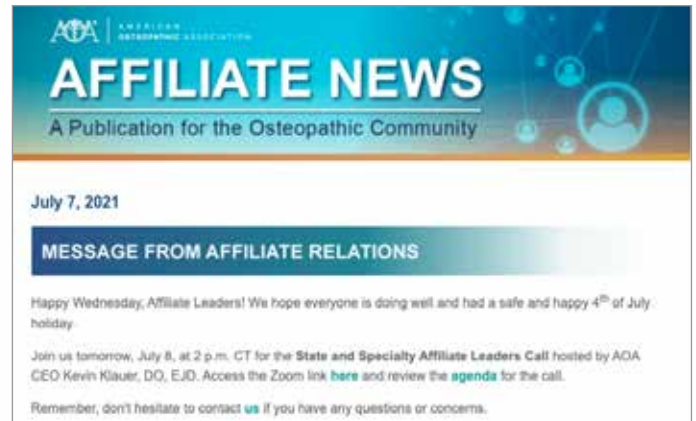 AOA AMERICAN
OSTEOPATHIC ASSOCIATION
AFFILIATE NEWS
A Publication for the Osteopathic Community
July 7, 2021
MESSAGE FROM AFFILIATE RELATIONS
Happy Wednesday, Affiliate Leaders! We hope everyone is doing well and had a safe and happy 4th of July
holiday.
Join us tomorrow, July 8, at 2 p.m. CT for the State and Specialty Affiliate Leaders Call hosted by AOA
CEO Kevin Klauer, DO, EJD. Access the Zoom link here and review the agenda for the call.
Remember, don't hesitate to contact us if you have any questions or concerns.